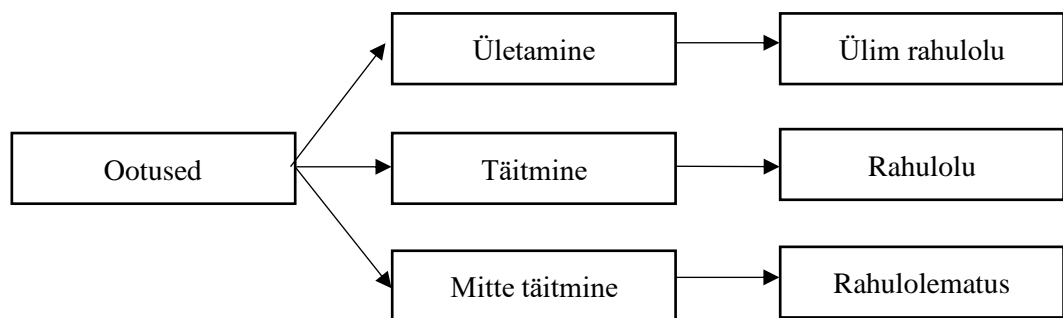 Ületamine
Ülim rahulolu
Ootused
Täitmine
Rahulolu
Mitte täitmine
Rahulolematus